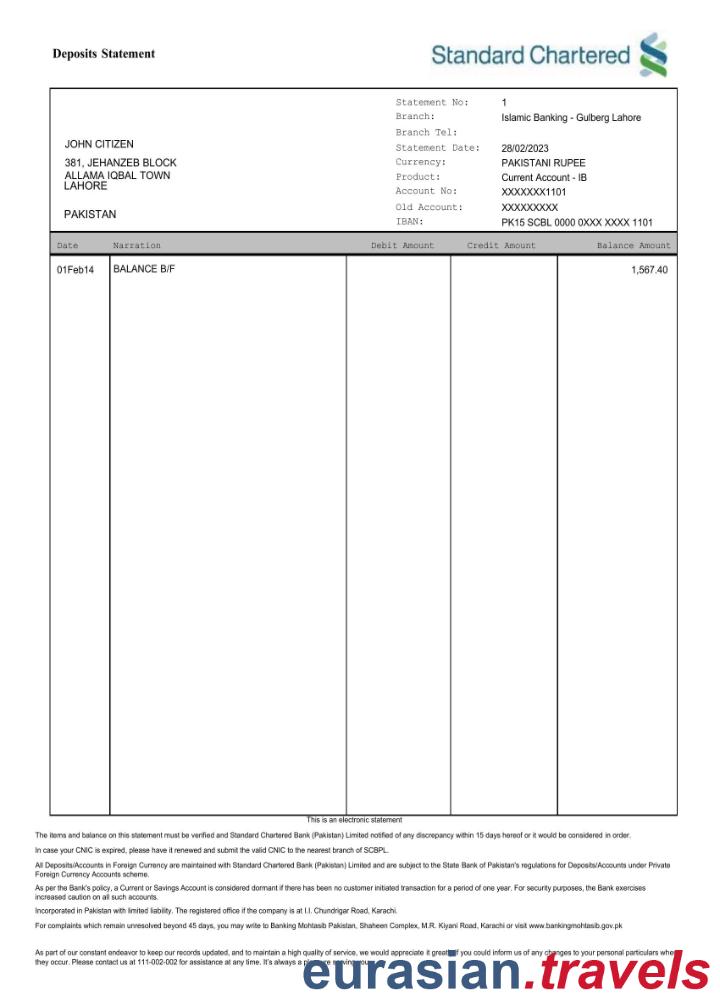 Deposits Statement
Standard Chartered
Statement No: 1
Branch: Islamic Banking - Gulberg Lahore
Branch Tel:
JOHN CITIZEN
Statement Date: 28/02/2023
381, JEHANZEB BLOCK
Currency: PAKISTANI RUPEE
ALLAMA IQBAL TOWN
Product: Current Account - IB
LAHORE
Account No: XXXXXXX1101
Old Account: XXXXXXXXX
PAKISTAN
IBAN: PK15 SCBL 0000 0XXX XXXX 1101
Date Narration Debit Amount Credit Amount Balance Amount
01Feb14 BALANCE B/F 1,567.40
This is an electronic statement
The items and balance on this statement must be verified and Standard Chartered Bank (Pakistan) Limited notified of any discrepancy within 15 days hereof or it would be considered in order.
In case your CNIC is expired, please have it renewed and submit the valid CNIC to the nearest branch of SCBPL.
All Deposits/Accounts in Foreign Currency are maintained with Standard Chartered Bank (Pakistan) Limited and are subject to the State Bank of Pakistan's regulations for Deposits/Accounts under Private
Foreign Currency Accounts scheme.
As per the Bank's policy, a Current or Savings Account is considered dormant if there has been no customer initiated transaction for a period of one year. For security purposes, the Bank exercises
increased caution on all such accounts.
Incorporated in Pakistan with limited liability. The registered office if the company is at I.I. Chundrigar Road, Karachi.
For complaints which remain unresolved beyond 45 days, you may write to Banking Mohtasib Pakistan, Shaheen Complex, M.R. Kiyani Road, Karachi or visit www.bankingmohtasib.gov.pk
As part of our constant endeavor to keep our records updated, and to maintain a high quality of service, we would appreciate it if you could inform us of any changes to your personal particulars
they occur. Please contact us at 111-002-002 for assistance at any time. It's always a
eurasian.travels